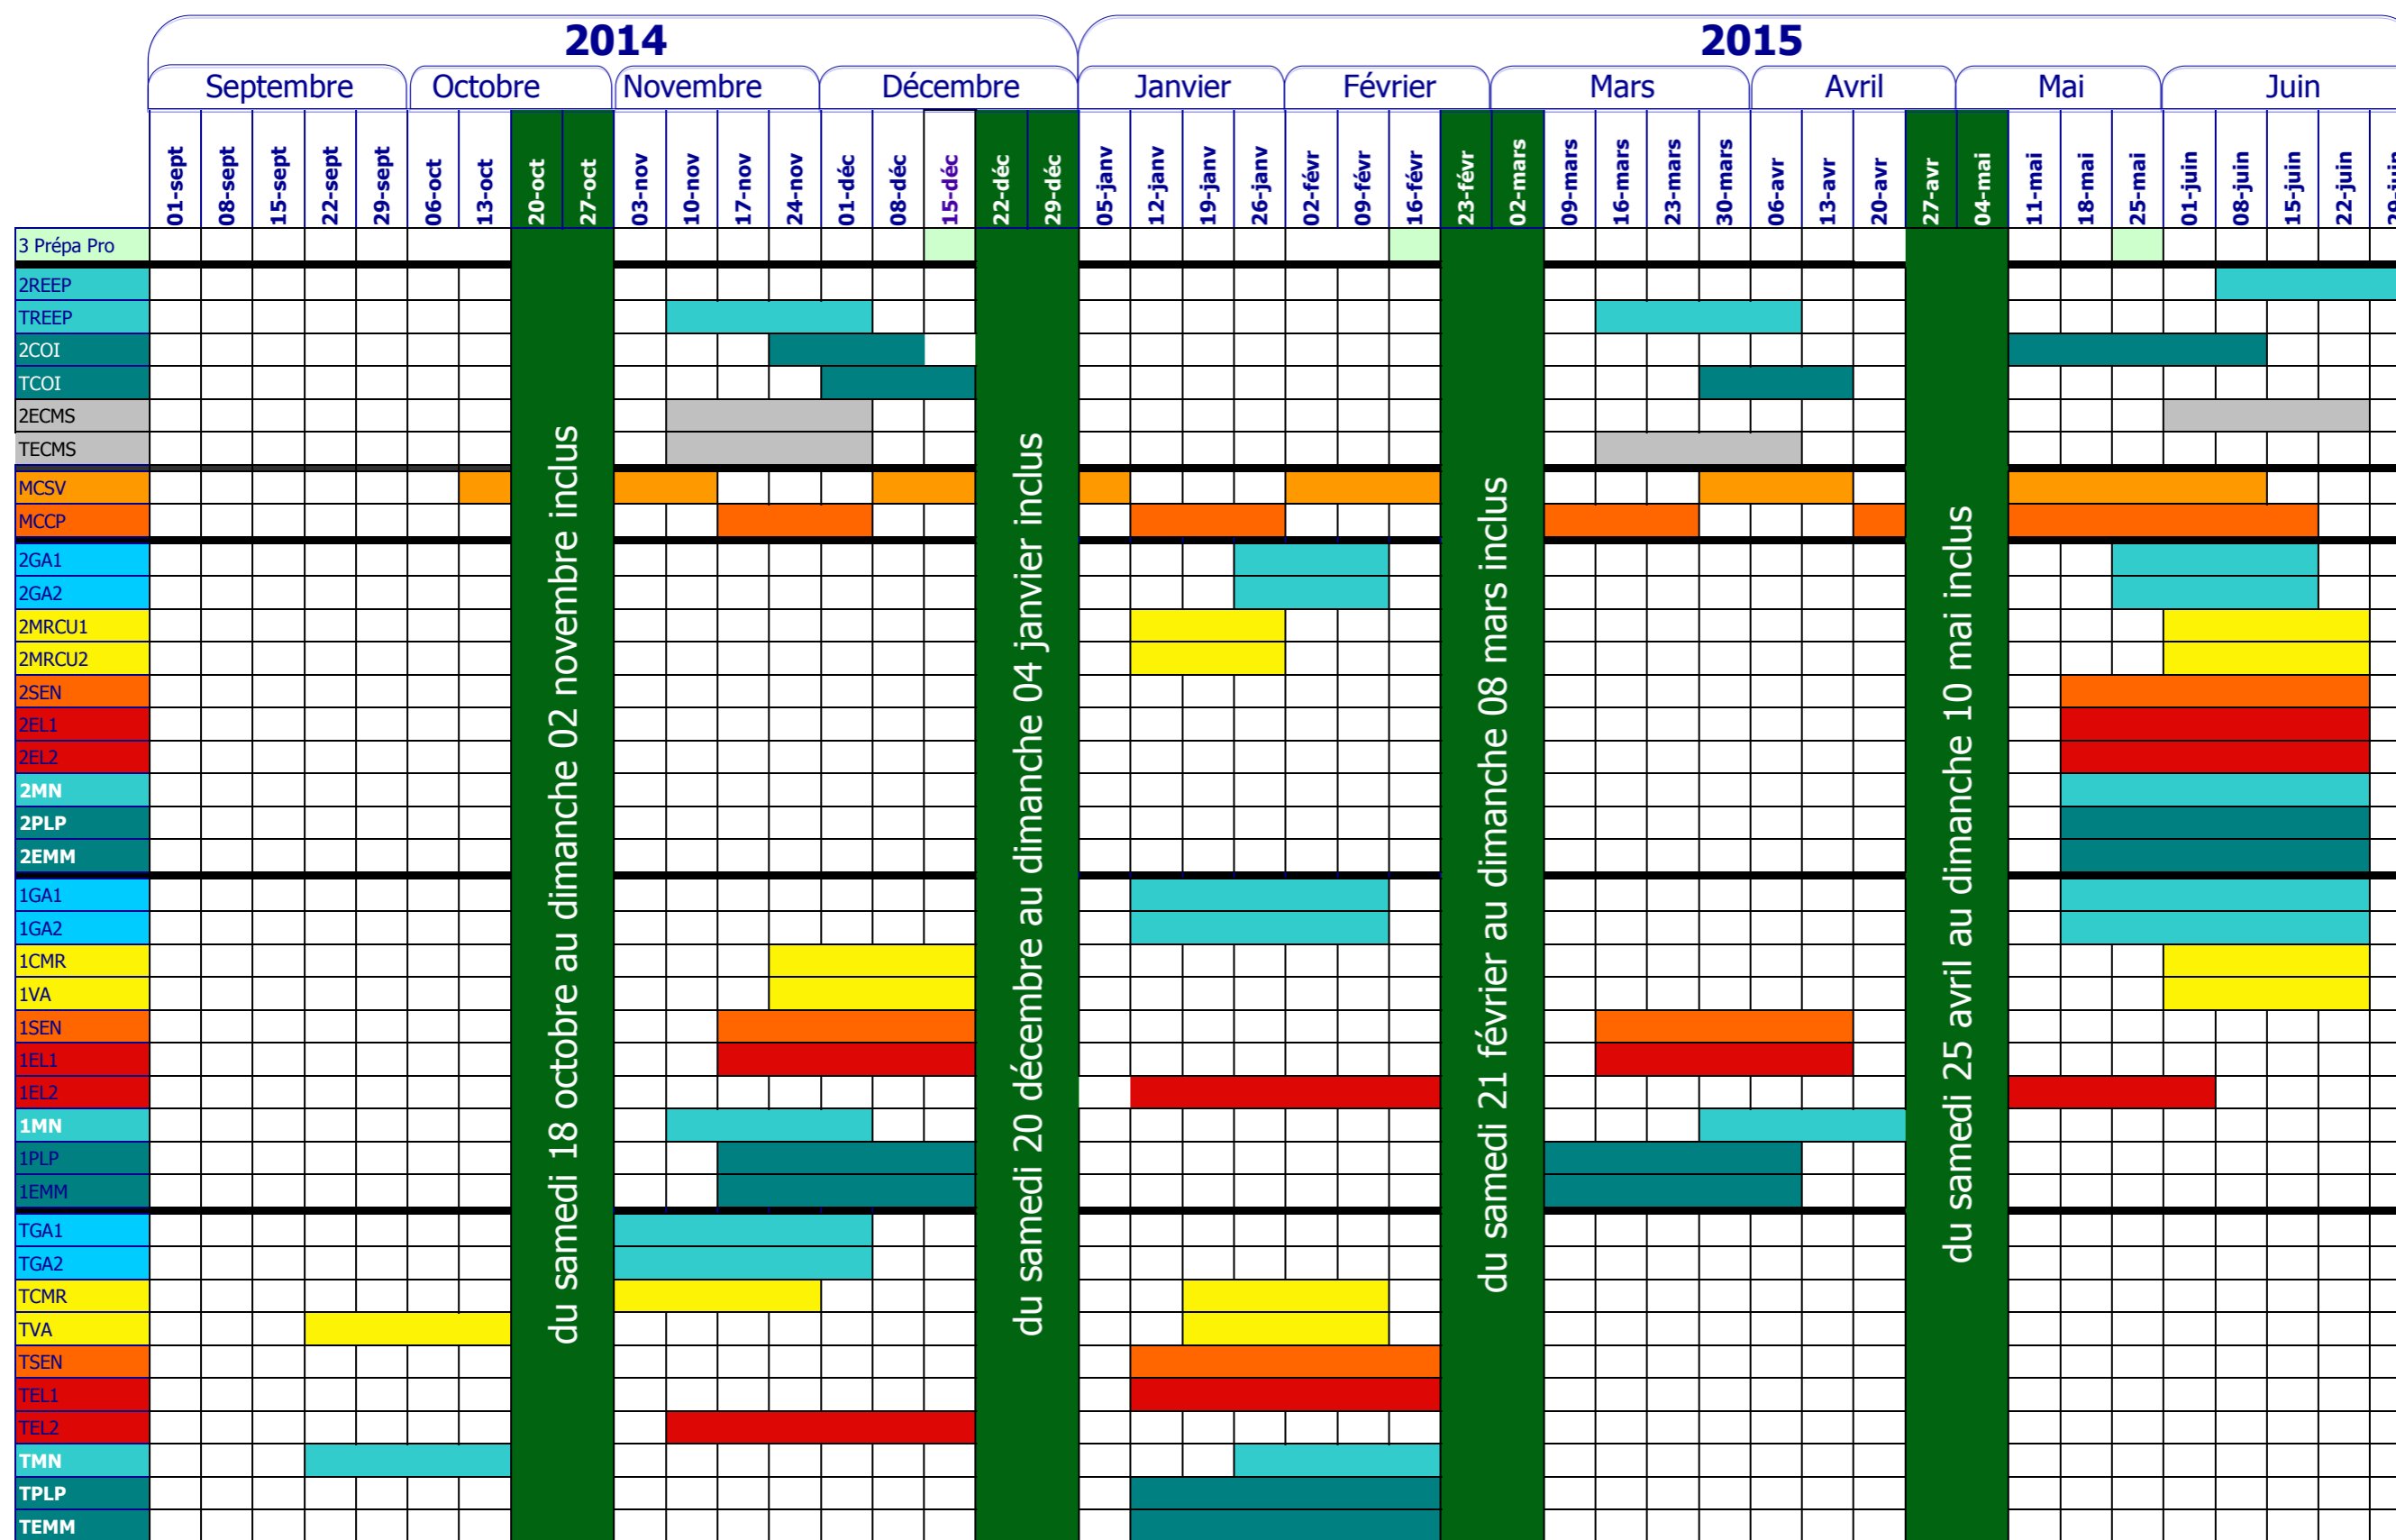 2014
2015
Septembre
Octobre
Novembre
Décembre
Janvier
Février
Mars
Avril
Mai
Juin
01-sept
08-sept
15-sept
22-sept
29-sept
06-oct
13-oct
20-oct
27-oct
03-nov
10-nov
17-nov
24-nov
01-déc
08-déc
15-déc
22-déc
29-déc
05-janv
12-janv
19-janv
26-janv
02-févr
09-févr
16-févr
23-févr
02-mars
09-mars
16-mars
23-mars
30-mars
06-avr
13-avr
20-avr
27-avr
04-mai
11-mai
18-mai
25-mai
01-juin
08-juin
15-juin
22-juin
29-juin
3 Prépa Pro
2REEP
TREEP
2COI
TCOI
2ECMS
TECMS
MCSV
MCCP
2GA1
2GA2
2MRCU1
2MRCU2
2SEN
2EL1
2EL2
2MN
2PLP
2EMM
1GA1
1GA2
1CMR
1VA
1SEN
1EL1
1EL2
1MN
1PLP
1EMM
TGA1
TGA2
TCMR
TVA
TSEN
TEL1
TEL2
TMN
TPLP
TEMM
du samedi 18 octobre au dimanche 02 novembre inclus
du samedi 20 décembre au dimanche 04 janvier inclus
du samedi 21 février au dimanche 08 mars inclus
du samedi 25 avril au dimanche 10 mai inclus